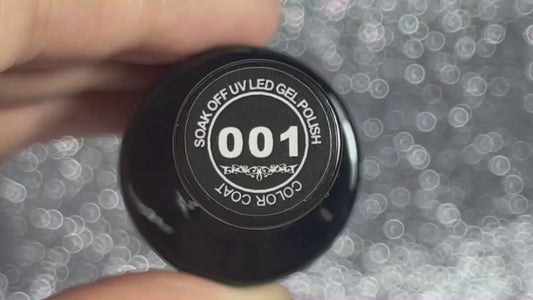 SOAK OFF UV LED GEL POLISH
001
COLOR COAT